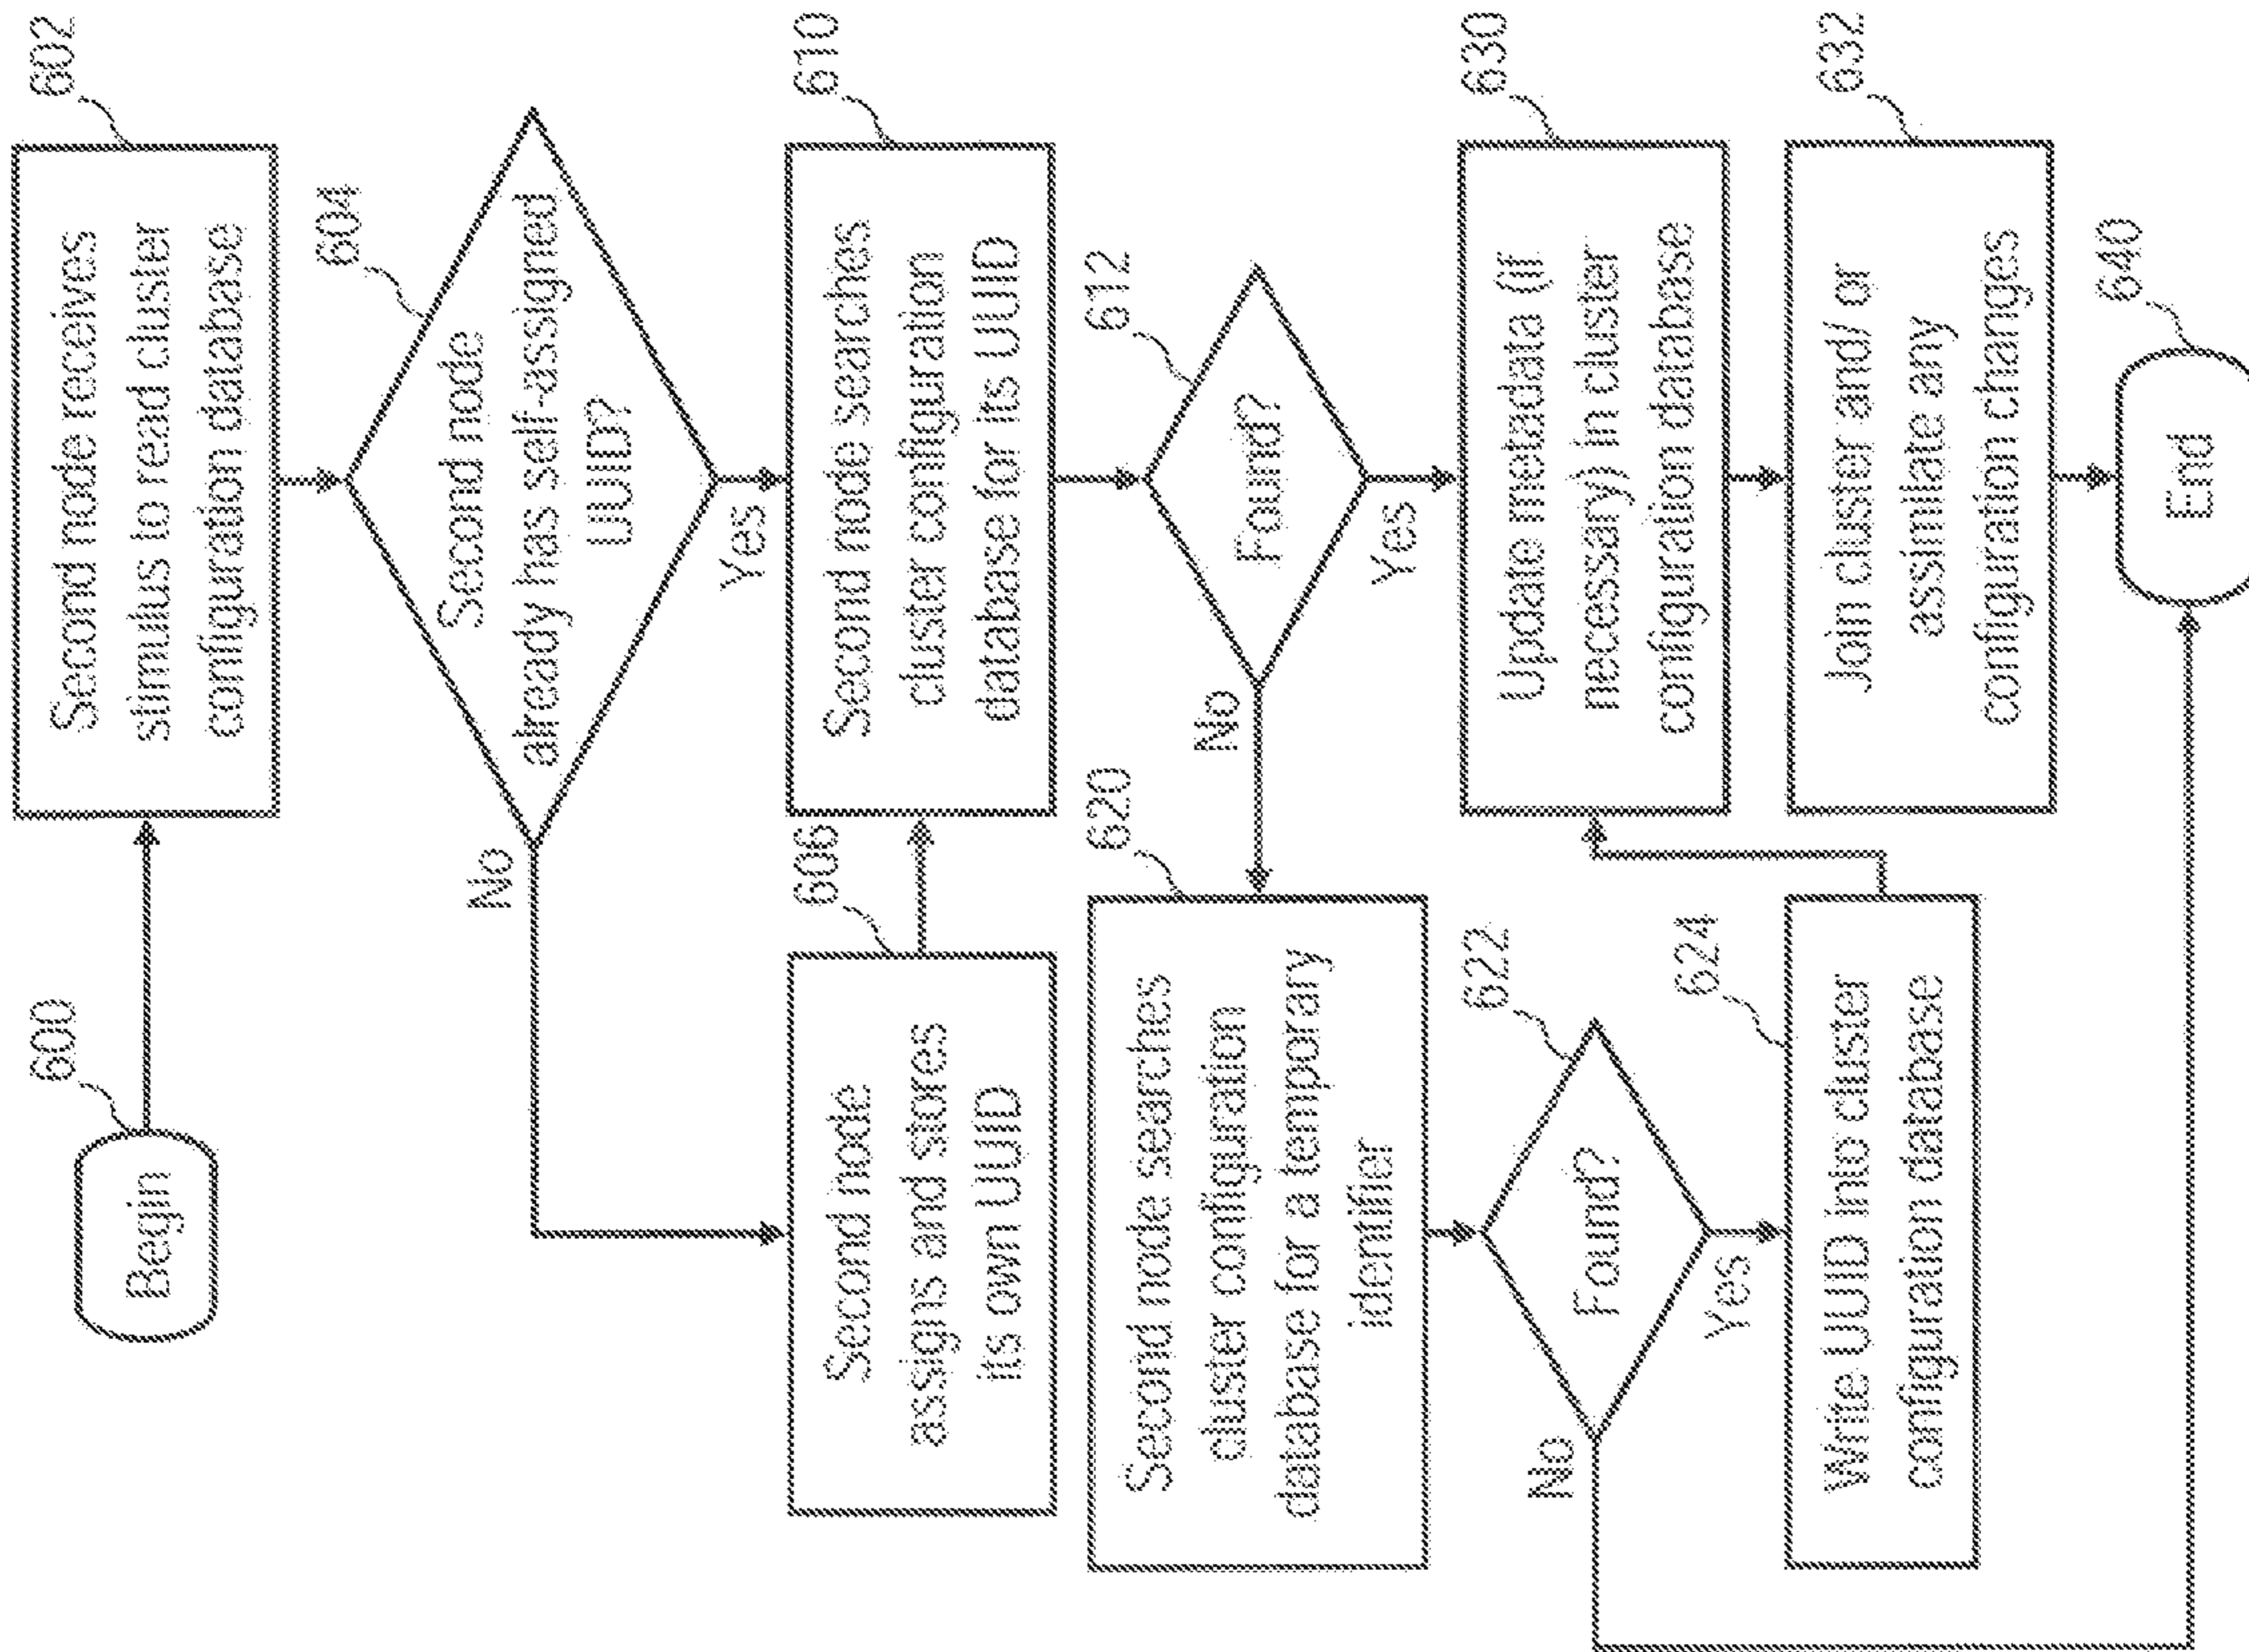 600
Begin
602
Second node receives
stimulus to read cluster
configuration database
604
Second node
already has self-assigned
UUID?
No
Yes
606
Second node
assigns and stores
its own UUID
610
Second node searches
cluster configuration
database for its UUID
612
Found?
No
Yes
620
Second node searches
cluster configuration
database for a temporary
identifier
622
Found?
No
Yes
624
Write UUID into cluster
configuration database
630
Update metadata (if
necessary) in cluster
configuration database
632
Join cluster and/ or
assimilate any
configuration changes
640
End